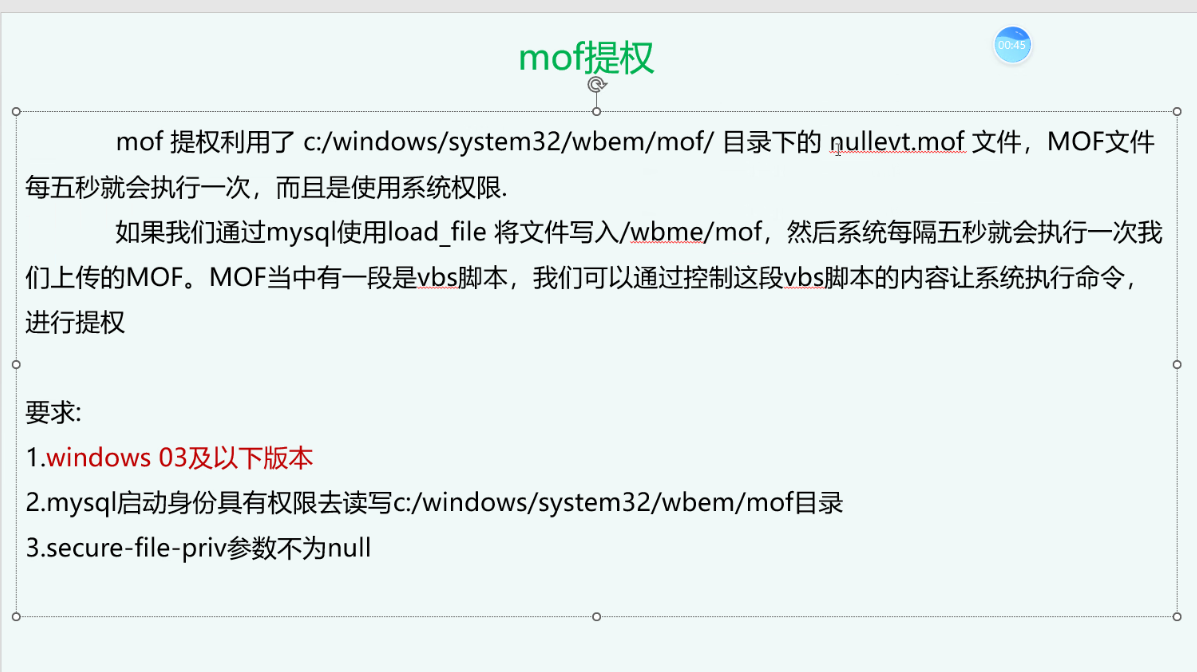 mof提权
00:45
mof 提权利用了 c:/windows/system32/wbem/mof/ 目录下的 nullevt.mof 文件，MOF文件
每五秒就会执行一次，而且是使用系统权限.
如果我们通过mysql使用load_file 将文件写入/wbme/mof，然后系统每隔五秒就会执行一次我
们上传的MOF。MOF当中有一段是vbs脚本，我们可以通过控制这段vbs脚本的内容让系统执行命令，
进行提权
要求:
1.windows 03及以下版本
2.mysql启动身份具有权限去读写c:/windows/system32/wbem/mof目录
3.secure-file-priv参数不为null